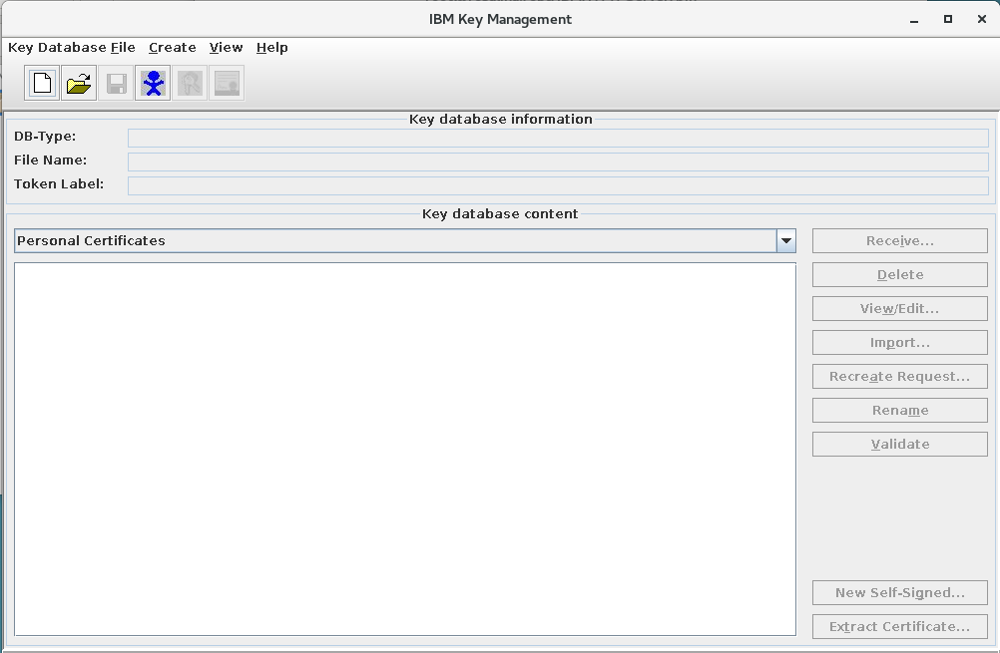 IBM Key Management
Key Database File Create View Help
Key database information
DB-Type:
File Name:
Token Label:
Key database content
Personal Certificates
Receive...
Delete
View/Edit...
Import...
Recreate Request...
Rename
Validate
New Self-Signed...
Extract Certificate...